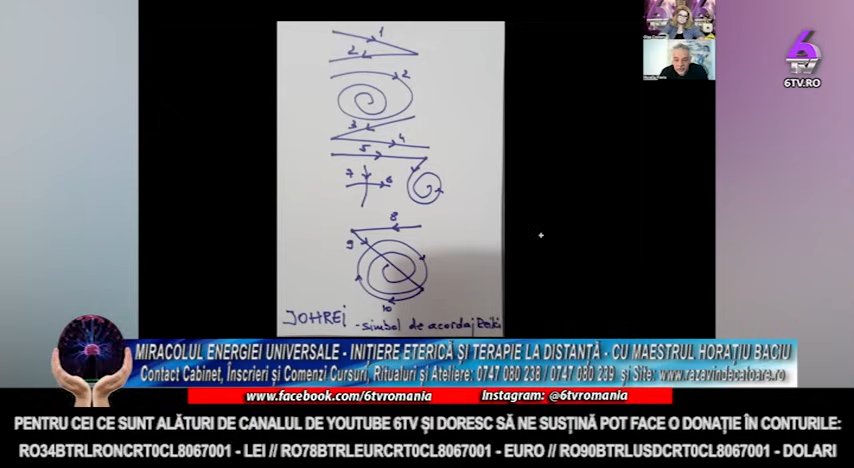 6
6TV.RO
1
2
2
3
4
5
7
6
8
9
10
JOHREI - simbol de acordaj Reiki
MIRACOLUL ENERGIEI UNIVERSALE - INIȚIERE ETERICĂ ȘI TERAPIE LA DISTANȚĂ - CU MAESTRUL HORAȚIU BACIU
Contact Cabinet, Înscrieri și Comenzi Cursuri, Ritualuri și Ateliere: 0747 080 238 / 0747 080 239 și Site: www.razavindecatoare.ro
www.facebook.com/6tvromania Instagram: @6tvromania
PENTRU CEI CE SUNT ALĂTURI DE CANALUL DE YOUTUBE 6TV ȘI DORESC SĂ NE SUSȚINĂ POT FACE O DONAȚIE ÎN CONTURILE:
RO34BTRLRONCRT0CL8067001 - LEI // RO78BTRLEURCRT0CL8067001 - EURO // RO90BTRLUSDCRT0CL8067001 - DOLARI